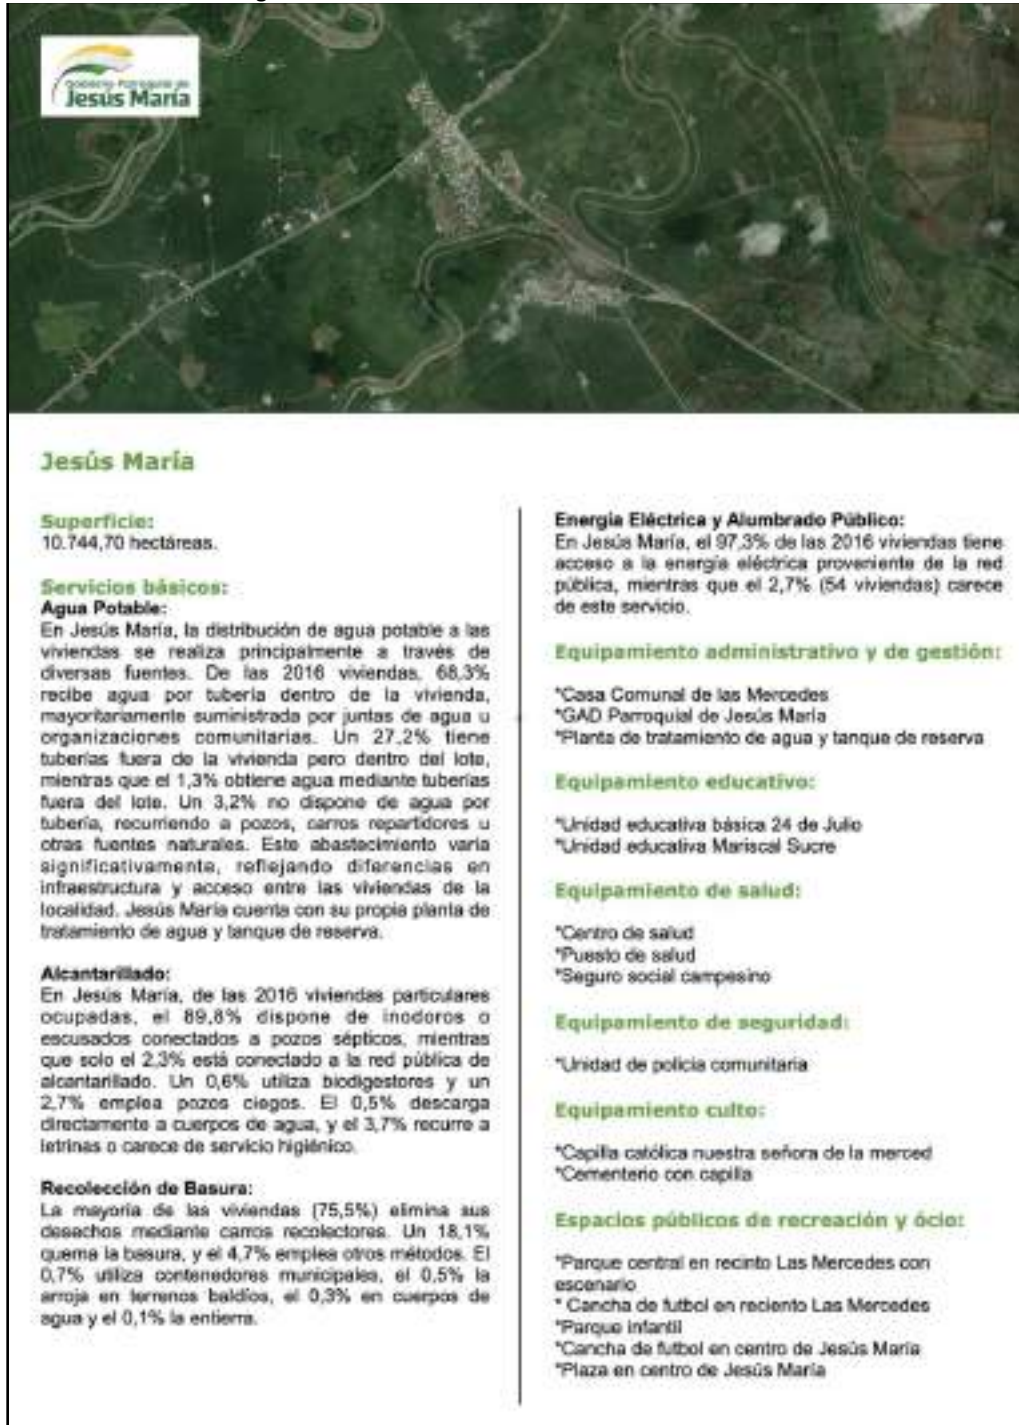 Gobierno Parroquial de
Jesús María
Jesús María
Superficie:
10.744,70 hectáreas.
Servicios básicos:
Agua Potable:
En Jesús María, la distribución de agua potable a las
viviendas se realiza principalmente a través de
diversas fuentes. De las 2016 viviendas, 68,3%
recibe agua por tubería dentro de la vivienda,
mayoritariamente suministrada por juntas de agua u
organizaciones comunitarias. Un 27,2% tiene
tuberías fuera de la vivienda pero dentro del lote,
mientras que el 1,3% obtiene agua mediante tuberías
fuera del lote. Un 3,2% no dispone de agua por
tubería, recurriendo a pozos, carros repartidores u
otras fuentes naturales. Este abastecimiento varía
significativamente, reflejando diferencias en
infraestructura y acceso entre las viviendas de la
localidad. Jesús María cuenta con su propia planta de
tratamiento de agua y tanque de reserva.
Alcantarillado:
En Jesús María, de las 2016 viviendas particulares
ocupadas, el 89,8% dispone de inodoros o
escusados conectados a pozos sépticos, mientras
que solo el 2,3% está conectado a la red pública de
alcantarillado. Un 0,6% utiliza biodigestores y un
2,7% emplea pozos ciegos. El 0,5% descarga
directamente a cuerpos de agua, y el 3,7% recurre a
letrinas o carece de servicio higiénico.
Recolección de Basura:
La mayoría de las viviendas (75,5%) elimina sus
desechos mediante carros recolectores. Un 18,1%
quema la basura, y el 4,7% emplea otros métodos. El
0,7% utiliza contenedores municipales, el 0,5% la
arroja en terrenos baldíos, el 0,3% en cuerpos de
agua y el 0,1% la entierra.
Energía Eléctrica y Alumbrado Público:
En Jesús María, el 97,3% de las 2016 viviendas tiene
acceso a la energía eléctrica proveniente de la red
pública, mientras que el 2,7% (54 viviendas) carece
de este servicio.
Equipamiento administrativo y de gestión:
*Casa Comunal de las Mercedes
*GAD Parroquial de Jesús María
*Planta de tratamiento de agua y tanque de reserva
Equipamiento educativo:
*Unidad educativa básica 24 de Julio
*Unidad educativa Mariscal Sucre
Equipamiento de salud:
*Centro de salud
*Puesto de salud
*Seguro social campesino
Equipamiento de seguridad:
*Unidad de policia comunitaria
Equipamiento culto:
*Capilla católica nuestra señora de la merced
*Cementerio con capilla
Espacios públicos de recreación y ócio:
*Parque central en recinto Las Mercedes con
escenario
* Cancha de futbol en reciento Las Mercedes
*Parque infantil
*Cancha de futbol en centro de Jesús María
*Plaza en centro de Jesús María